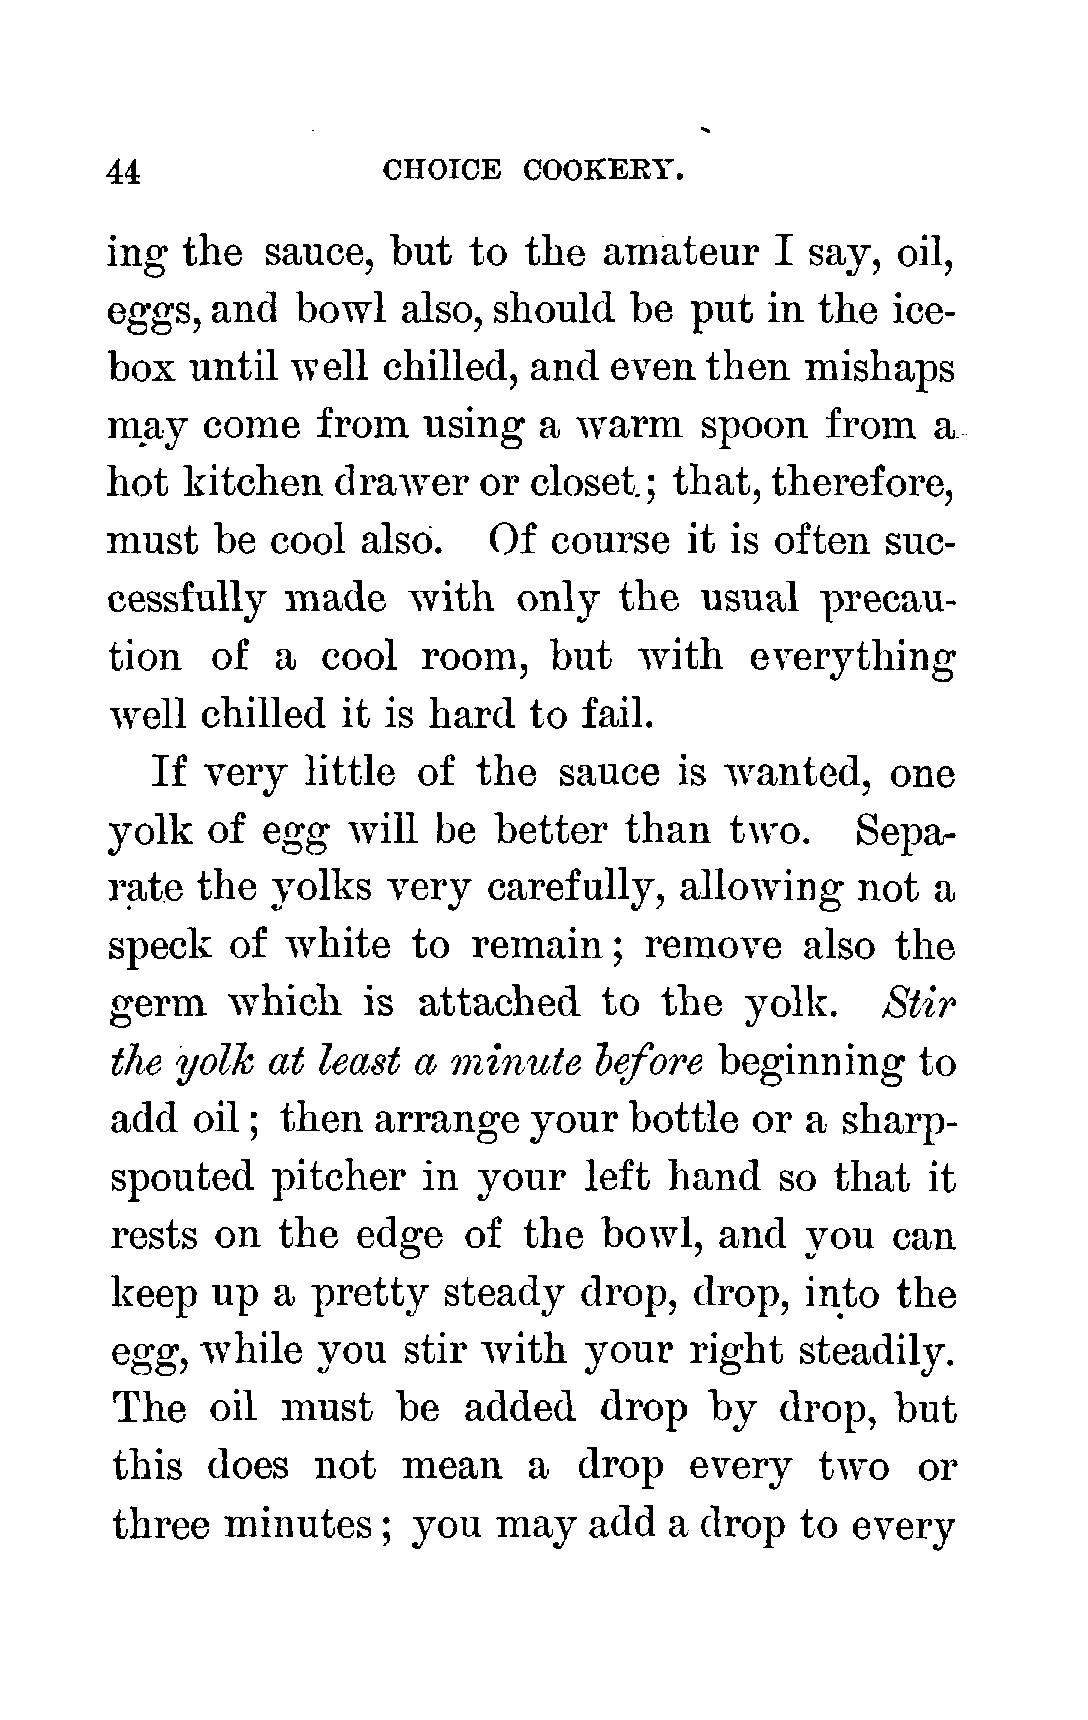 44 CHOICE COOKERY.
ing the sauce, but to the amateur I say, oil,
eggs, and bowl also, should be put in the ice-
box until well chilled, and even then mishaps
may come from using a warm spoon from a
hot kitchen drawer or closet; that, therefore,
must be cool also. Of course it is often suc-
cessfully made with only the usual precau-
tion of a cool room, but with everything
well chilled it is hard to fail.
If very little of the sauce is wanted, one
yolk of egg will be better than two. Sepa-
rate the yolks very carefully, allowing not a
speck of white to remain; remove also the
germ which is attached to the yolk. Stir
the yolk at least a minute before beginning to
add oil; then arrange your bottle or a sharp-
spouted pitcher in your left hand so that it
rests on the edge of the bowl, and you can
keep up a pretty steady drop, drop, into the
egg, while you stir with your right steadily.
The oil must be added drop by drop, but
this does not mean a drop every two or
three minutes; you may add a drop to every